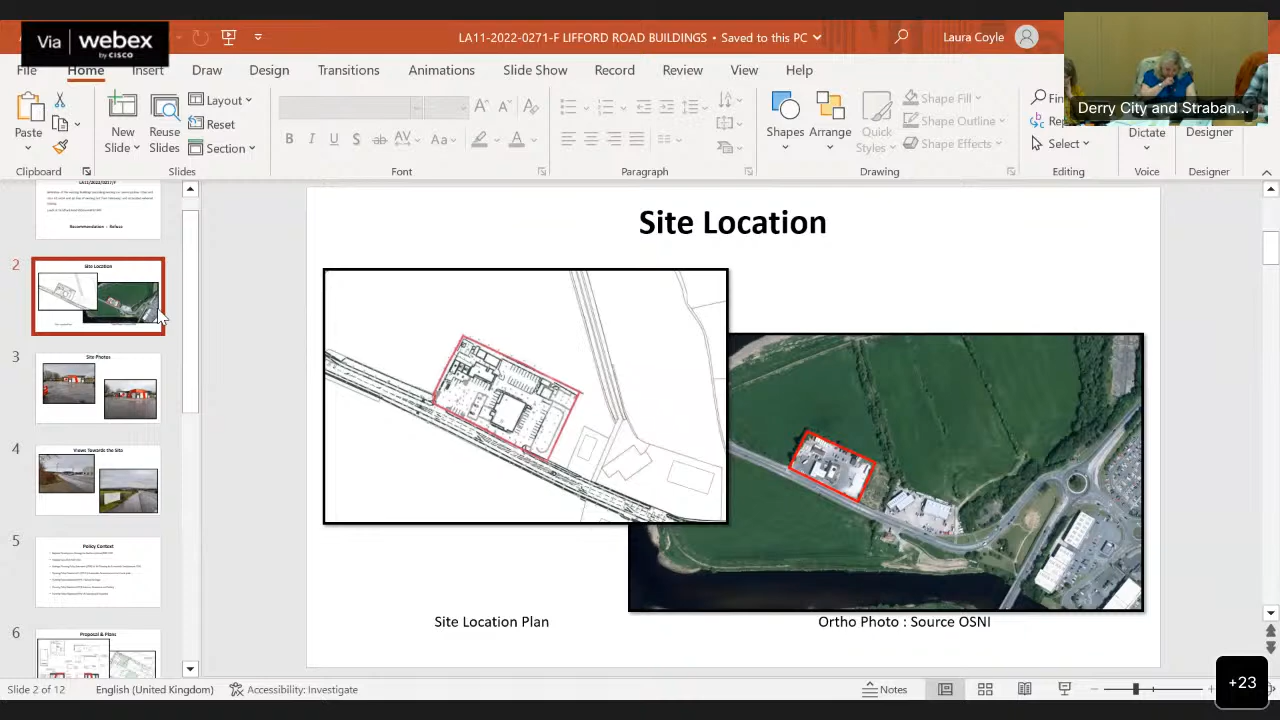 Via webex
by CISCO
LA11-2022-0271-F LIFFORD ROAD BUILDINGS • Saved to this PC
Laura Coyle
File Home Insert Draw Design Transitions Animations Slide Show Record Review View Help
Derry City and Straban...
Paste
Clipboard
New Slide
Reuse Slides
Layout
Reset
Section
Slides
B I U S ab AV Aa A
Font
Paragraph
Shapes
Arrange
Quick Styles
Shape Fill
Shape Outline
Shape Effects
Drawing
Select
Editing
Dictate
Voice
Designer
Designer
Recommendation : Refuse
2
Site Location
3
Site Photos
4
Views Towards the Site
5
Policy Context
6
Proposal & Plans
Site Location
Site Location Plan
Ortho Photo : Source OSNI
Slide 2 of 12
English (United Kingdom)
Accessibility: Investigate
Notes
+23